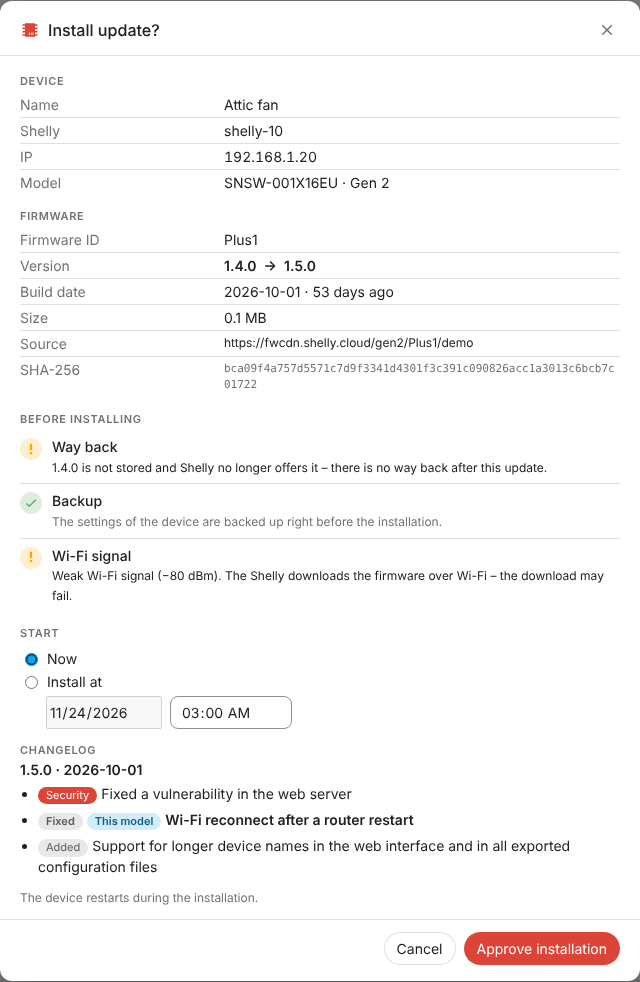 Install update?
DEVICE
Name Attic fan
Shelly shelly-10
IP 192.168.1.20
Model SNSW-001X16EU · Gen 2
FIRMWARE
Firmware ID Plus1
Version 1.4.0 → 1.5.0
Build date 2026-10-01 · 53 days ago
Size 0.1 MB
Source https://fwcdn.shelly.cloud/gen2/Plus1/demo
SHA-256 bca09f4a757d5571c7d9f3341d4301f3c391c090826acc1a3013c6bcb7c
01722
BEFORE INSTALLING
Way back
1.4.0 is not stored and Shelly no longer offers it – there is no way back after this update.
Backup
The settings of the device are backed up right before the installation.
Wi-Fi signal
Weak Wi-Fi signal (−80 dBm). The Shelly downloads the firmware over Wi-Fi – the download may
fail.
START
Now
Install at
11/24/2026 03:00 AM
CHANGELOG
1.5.0 · 2026-10-01
Security Fixed a vulnerability in the web server
Fixed This model Wi-Fi reconnect after a router restart
Added Support for longer device names in the web interface and in all exported
configuration files
The device restarts during the installation.
Cancel Approve installation